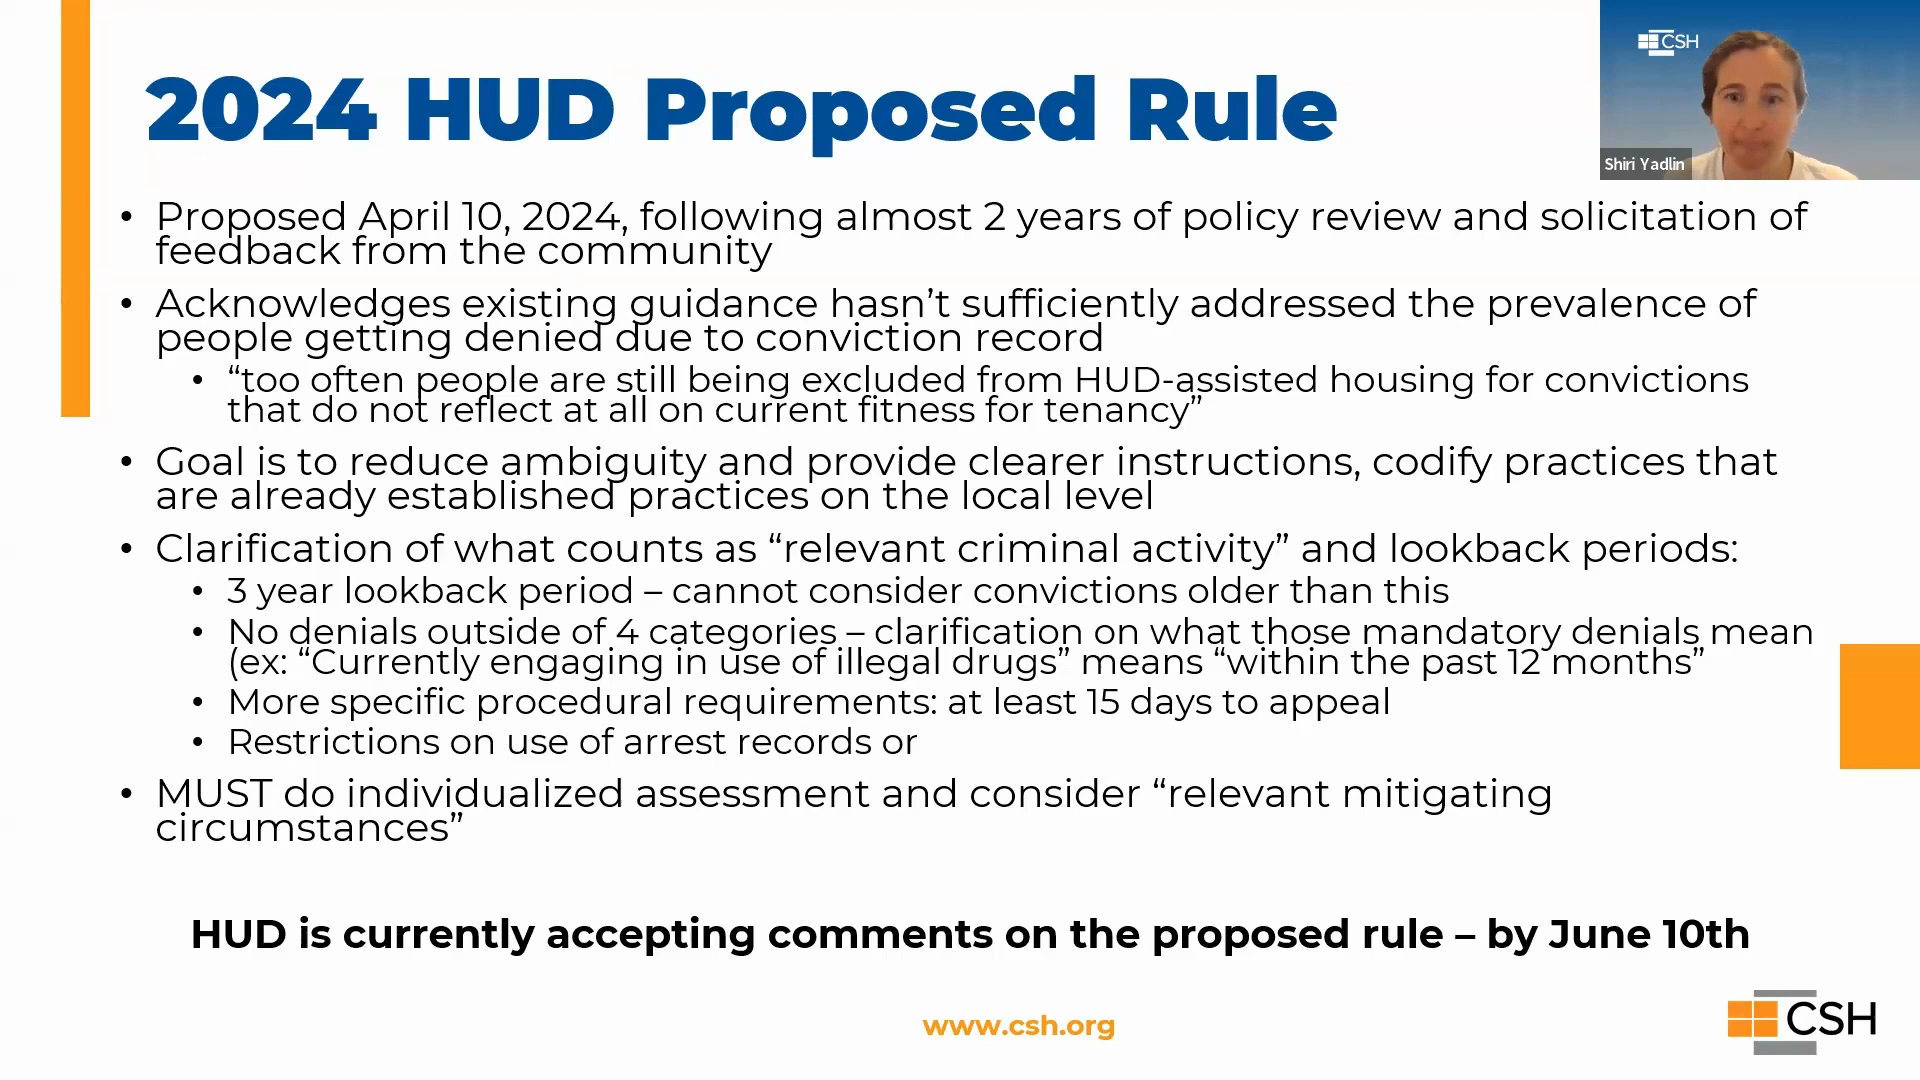 CSH
2024 HUD Proposed Rule
Shiri Yadlin
• Proposed April 10, 2024, following almost 2 years of policy review and solicitation of
feedback from the community
• Acknowledges existing guidance hasn’t sufficiently addressed the prevalence of
people getting denied due to conviction record
• “too often people are still being excluded from HUD-assisted housing for convictions
that do not reflect at all on current fitness for tenancy”
• Goal is to reduce ambiguity and provide clearer instructions, codify practices that
are already established practices on the local level
• Clarification of what counts as “relevant criminal activity” and lookback periods:
• 3 year lookback period – cannot consider convictions older than this
• No denials outside of 4 categories – clarification on what those mandatory denials mean
(ex: “Currently engaging in use of illegal drugs” means “within the past 12 months”
• More specific procedural requirements: at least 15 days to appeal
• Restrictions on use of arrest records or
• MUST do individualized assessment and consider “relevant mitigating
circumstances”
HUD is currently accepting comments on the proposed rule – by June 10th
www.csh.org
CSH